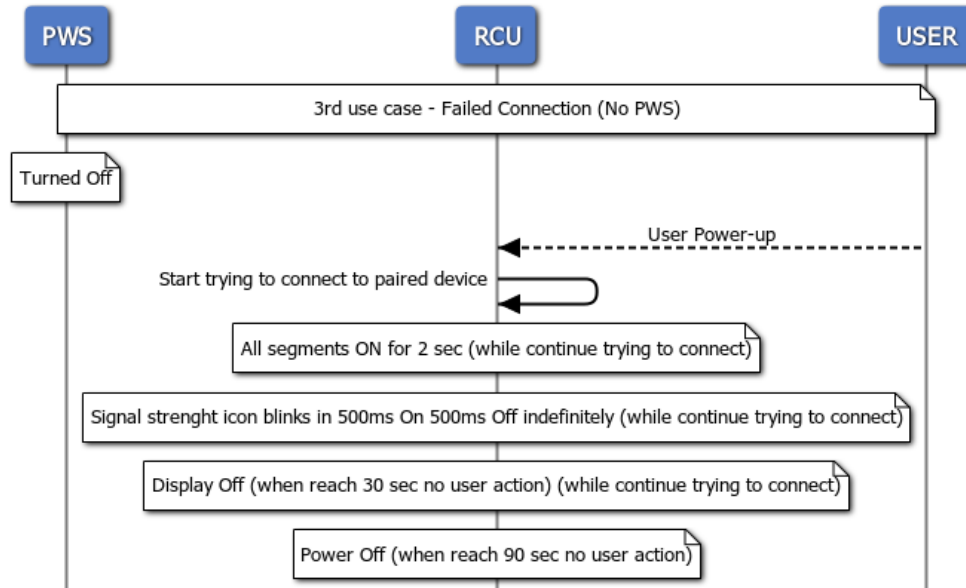 PWS
RCU
USER
3rd use case - Failed Connection (No PWS)
Turned Off
User Power-up
Start trying to connect to paired device
All segments ON for 2 sec (while continue trying to connect)
Signal strenght icon blinks in 500ms On 500ms Off indefinitely (while continue trying to connect)
Display Off (when reach 30 sec no user action) (while continue trying to connect)
Power Off (when reach 90 sec no user action)